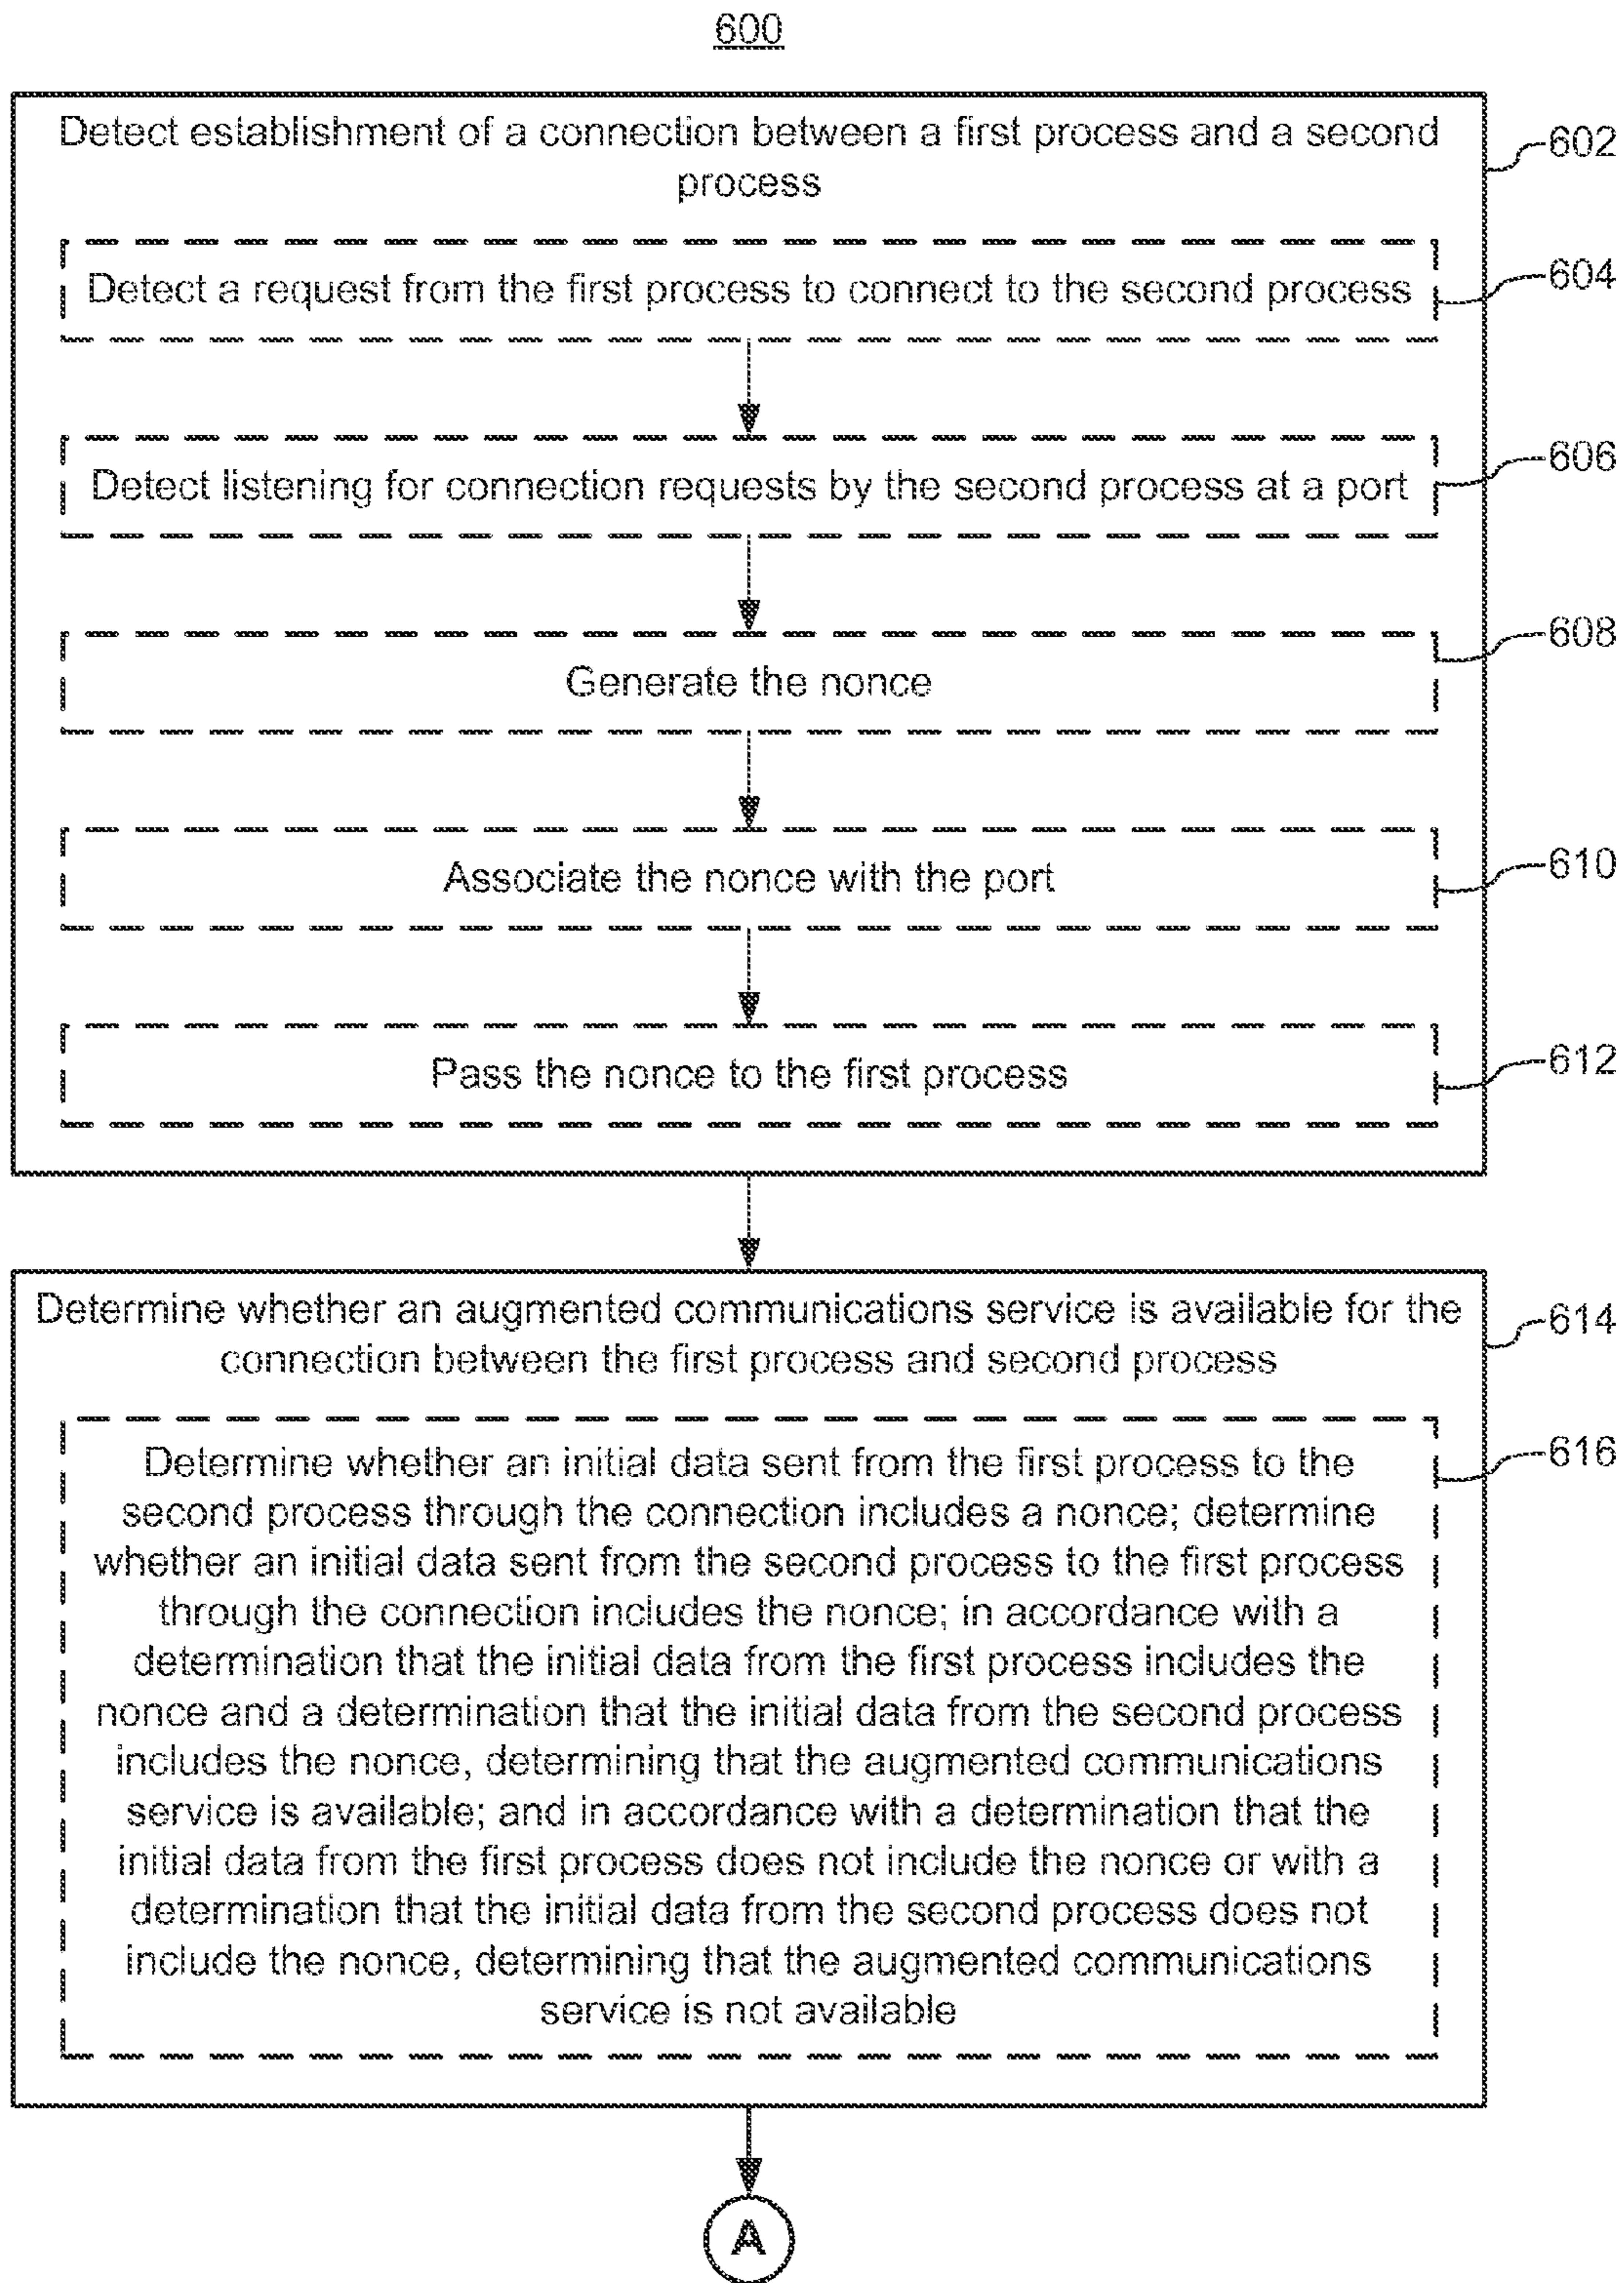 600
Detect establishment of a connection between a first process and a second
process
602
Detect a request from the first process to connect to the second process
604
Detect listening for connection requests by the second process at a port
606
Generate the nonce
608
Associate the nonce with the port
610
Pass the nonce to the first process
612
Determine whether an augmented communications service is available for the
connection between the first process and second process
614
Determine whether an initial data sent from the first process to the
second process through the connection includes a nonce; determine
whether an initial data sent from the second process to the first process
through the connection includes the nonce; in accordance with a
determination that the initial data from the first process includes the
nonce and a determination that the initial data from the second process
includes the nonce, determining that the augmented communications
service is available; and in accordance with a determination that the
initial data from the first process does not include the nonce or with a
determination that the initial data from the second process does not
include the nonce, determining that the augmented communications
service is not available
616
A